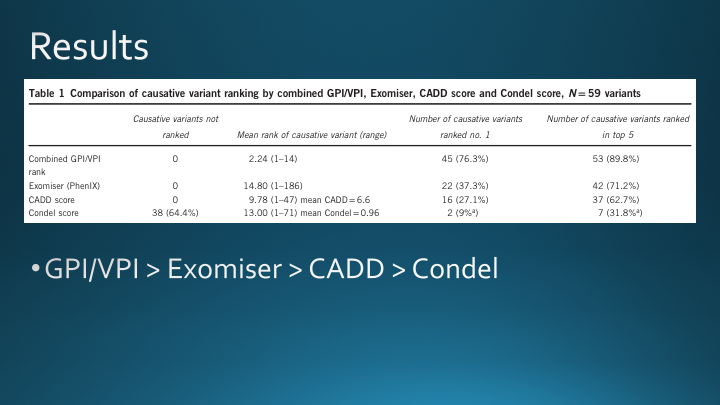 Results
Table 1 Comparison of causative variant ranking by combined GPI/VPI, Exomiser, CADD score and Condel score, N=59 variants
Causative variants not ranked Mean rank of causative variant (range) Number of causative variants ranked no. 1 Number of causative variants ranked in top 5
Combined GPI/VPI rank 0 2.24 (1–14) 45 (76.3%) 53 (89.8%)
Exomiser (PhenIX) 0 14.80 (1–186) 22 (37.3%) 42 (71.2%)
CADD score 0 9.78 (1–47) mean CADD=6.6 16 (27.1%) 37 (62.7%)
Condel score 38 (64.4%) 13.00 (1–71) mean Condel=0.96 2 (9%ᵃ) 7 (31.8%ᵃ)
•GPI/VPI > Exomiser > CADD > Condel